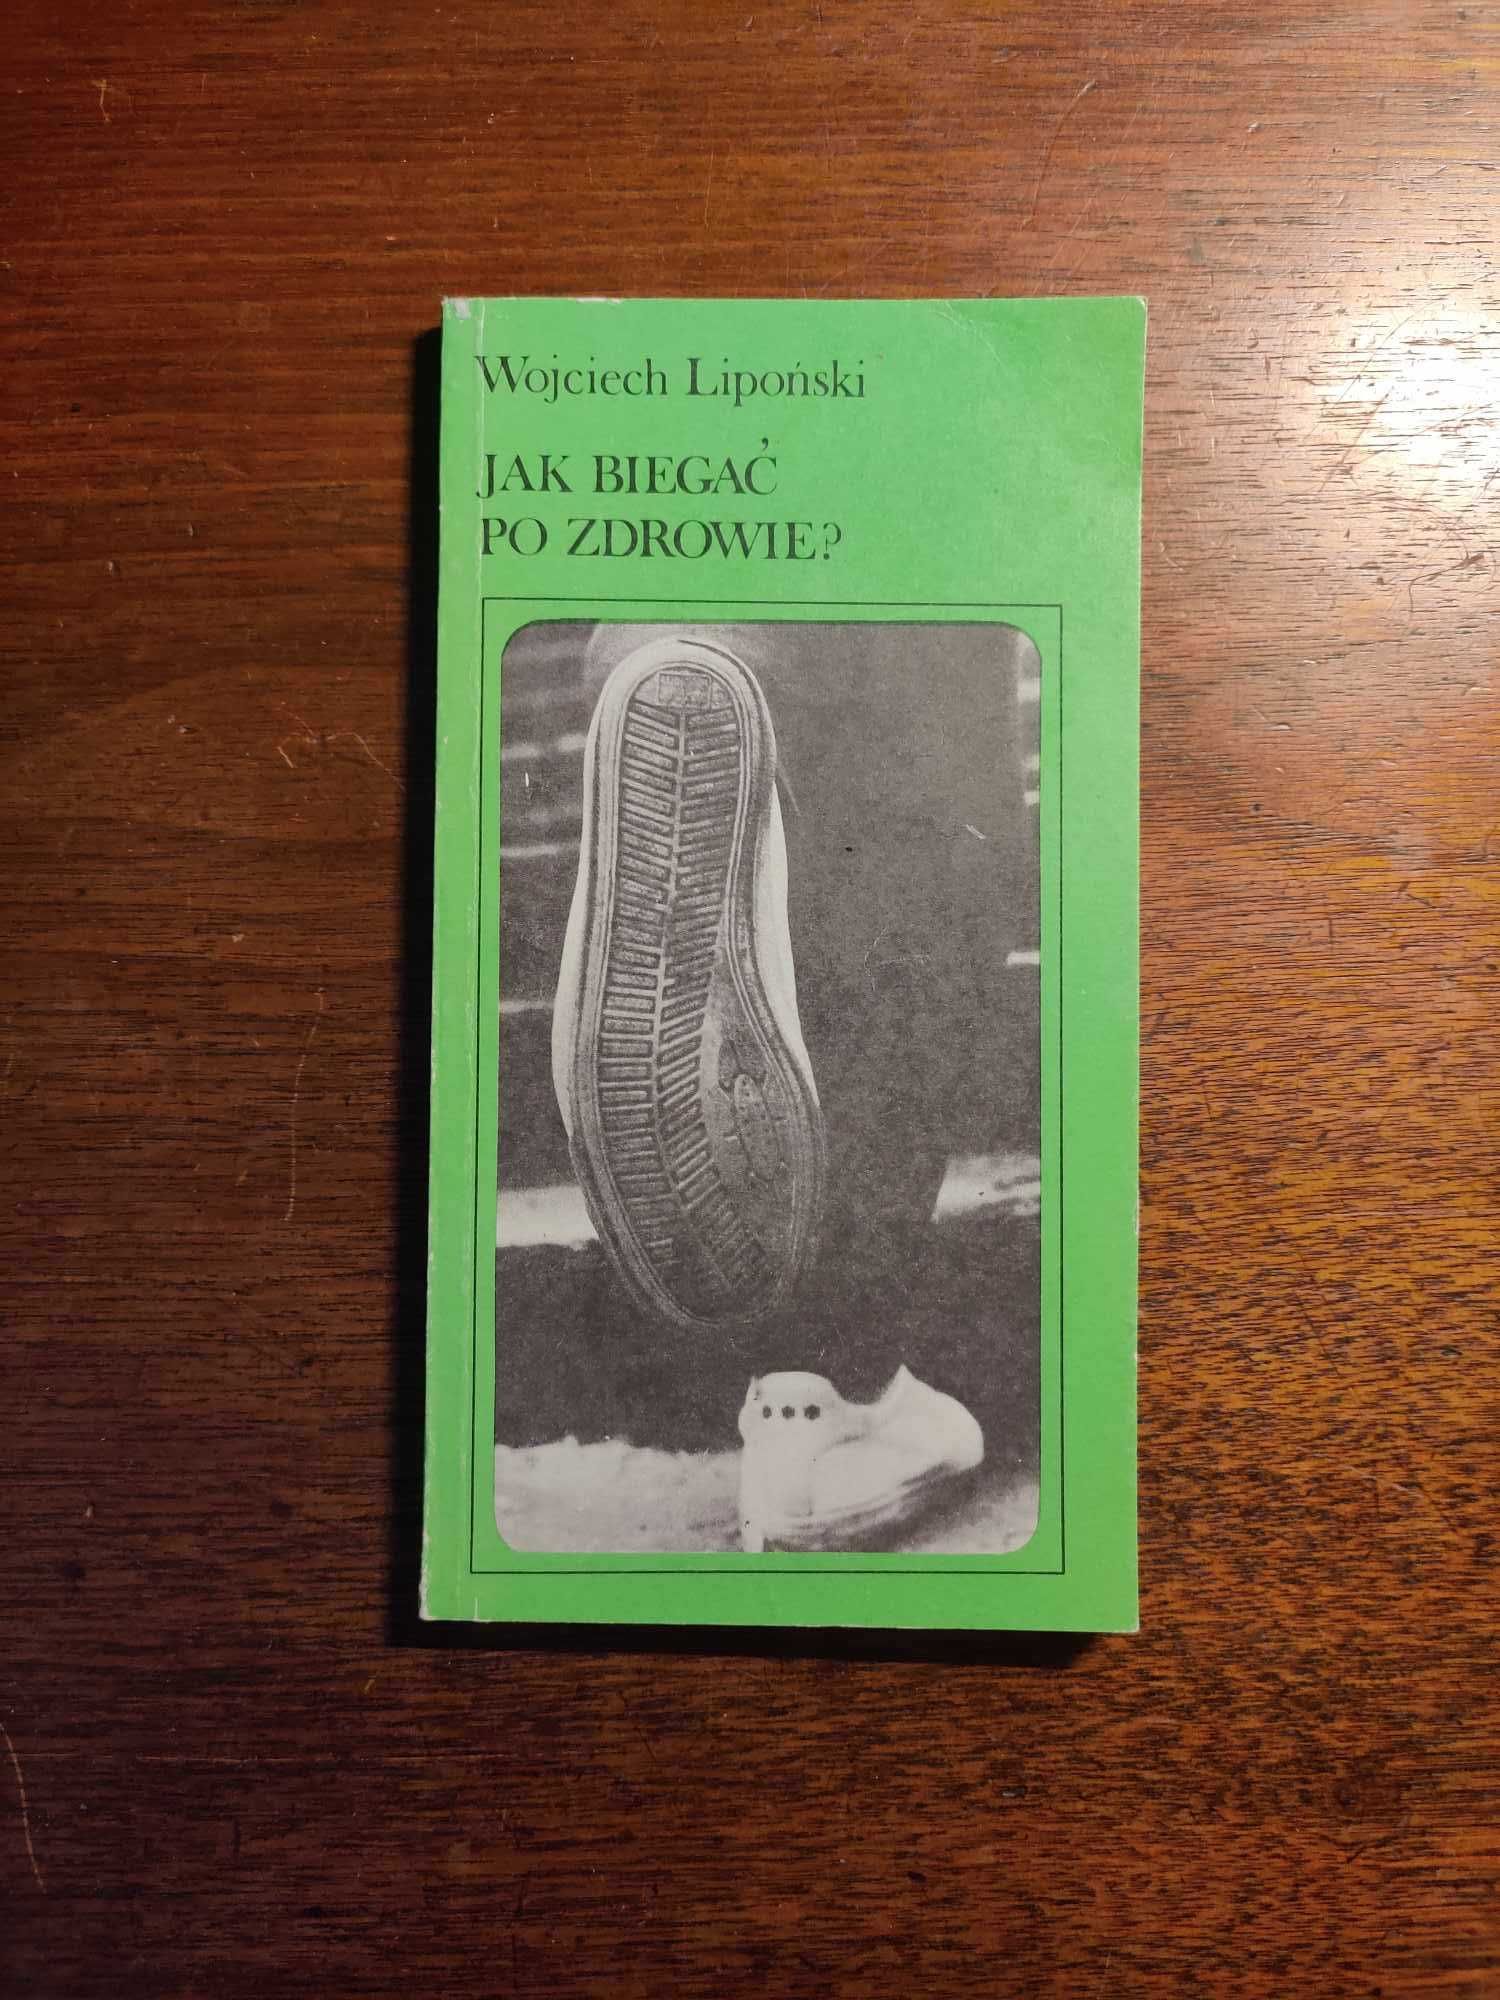 Wojciech Lipoński
JAK BIEGAĆ
PO ZDROWIE?